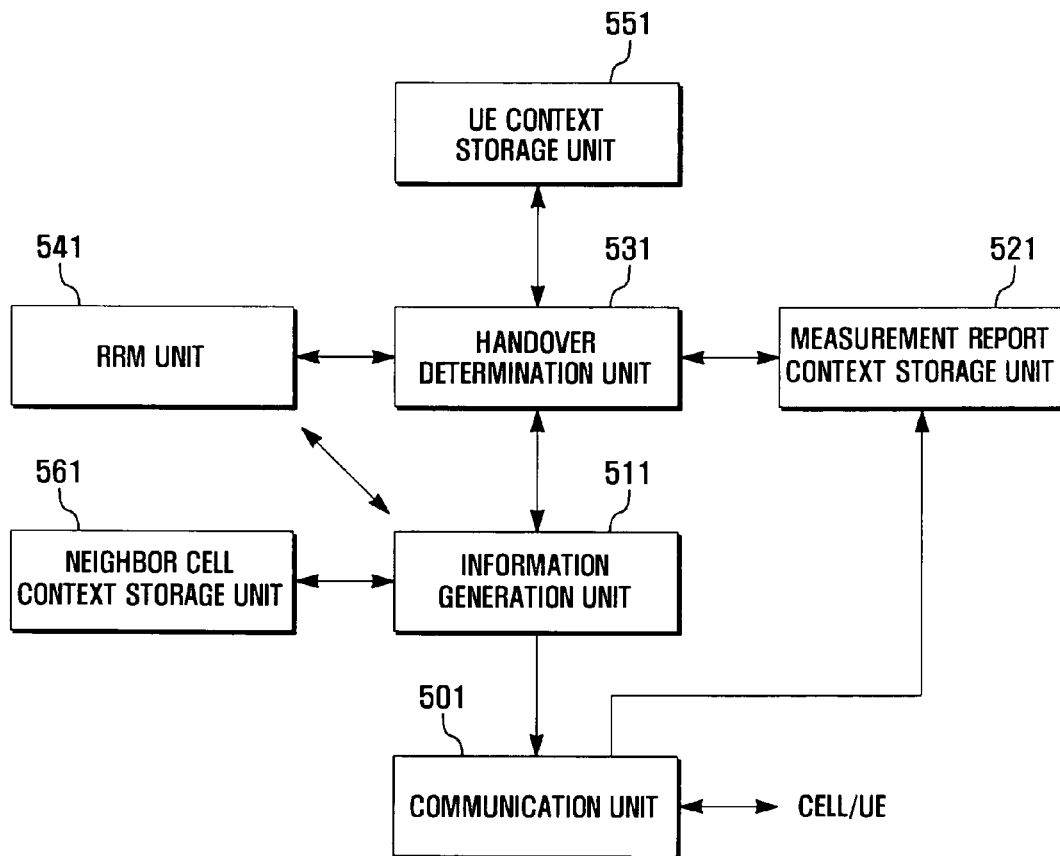 551
UE CONTEXT
STORAGE UNIT
541
531
521
RRM UNIT
HANDOVER
DETERMINATION UNIT
MEASUREMENT REPORT
CONTEXT STORAGE UNIT
561
511
NEIGHBOR CELL
CONTEXT STORAGE UNIT
INFORMATION
GENERATION UNIT
501
COMMUNICATION UNIT
CELL/UE